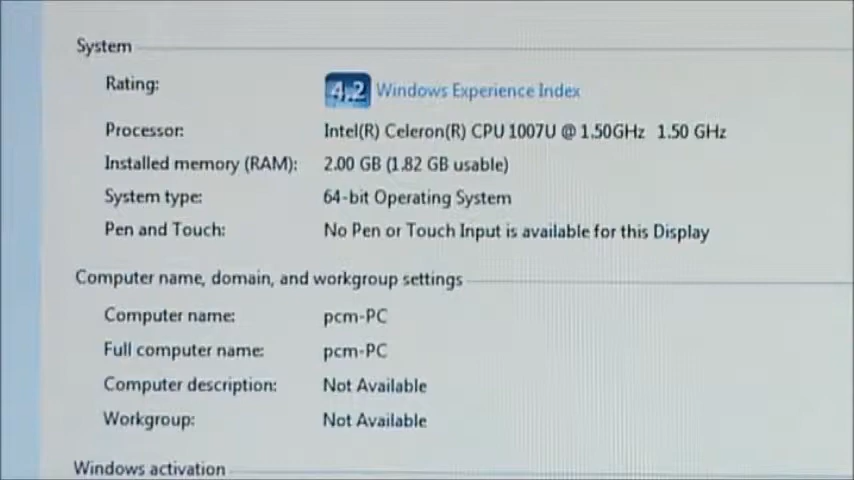 System
Rating: 4.2 Windows Experience Index
Processor: Intel(R) Celeron(R) CPU 1007U @ 1.50GHz 1.50 GHz
Installed memory (RAM): 2.00 GB (1.82 GB usable)
System type: 64-bit Operating System
Pen and Touch: No Pen or Touch Input is available for this Display
Computer name, domain, and workgroup settings
Computer name: pcm-PC
Full computer name: pcm-PC
Computer description: Not Available
Workgroup: Not Available
Windows activation